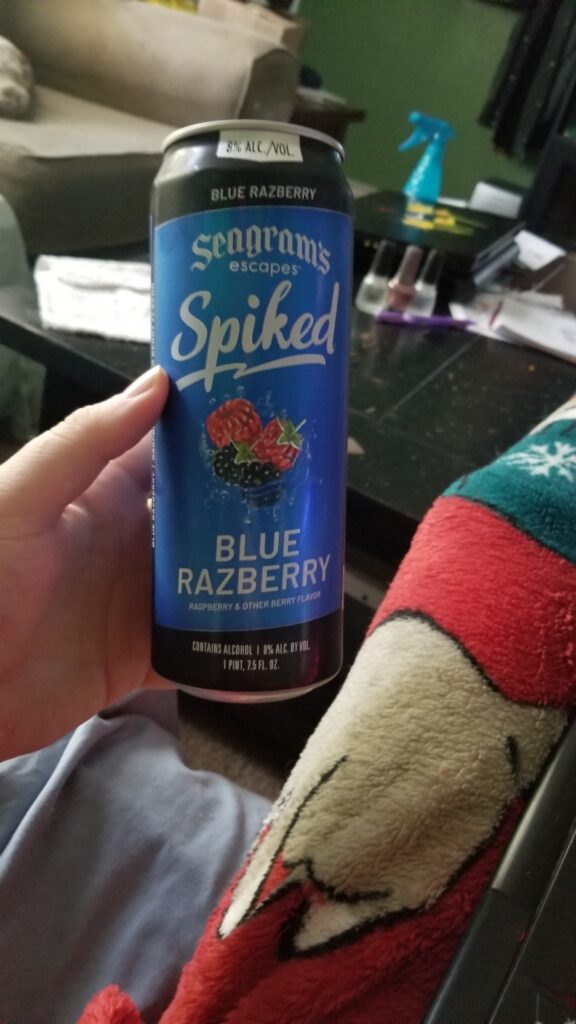 8% ALC./VOL.
BLUE RAZBERRY
Seagram's
escapes
Spiked
BLUE
RAZBERRY
RASPBERRY & OTHER BERRY FLAVOR
CONTAINS ALCOHOL | 8% ALC. BY VOL.
1 PINT, 7.5 FL. OZ.